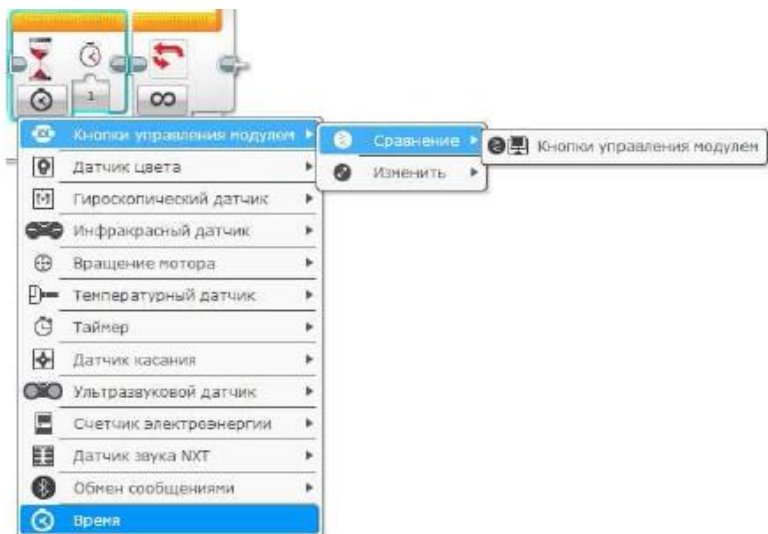 1
∞
Кнопки управления модулем
Сравнение
Кнопки управления модулем
Датчик цвета
Изменить
Гироскопический датчик
Инфракрасный датчик
Вращение мотора
Температурный датчик
Таймер
Датчик касания
Ультразвуковой датчик
Счетчик электроэнергии
Датчик звука NXT
Обмен сообщениями
Время